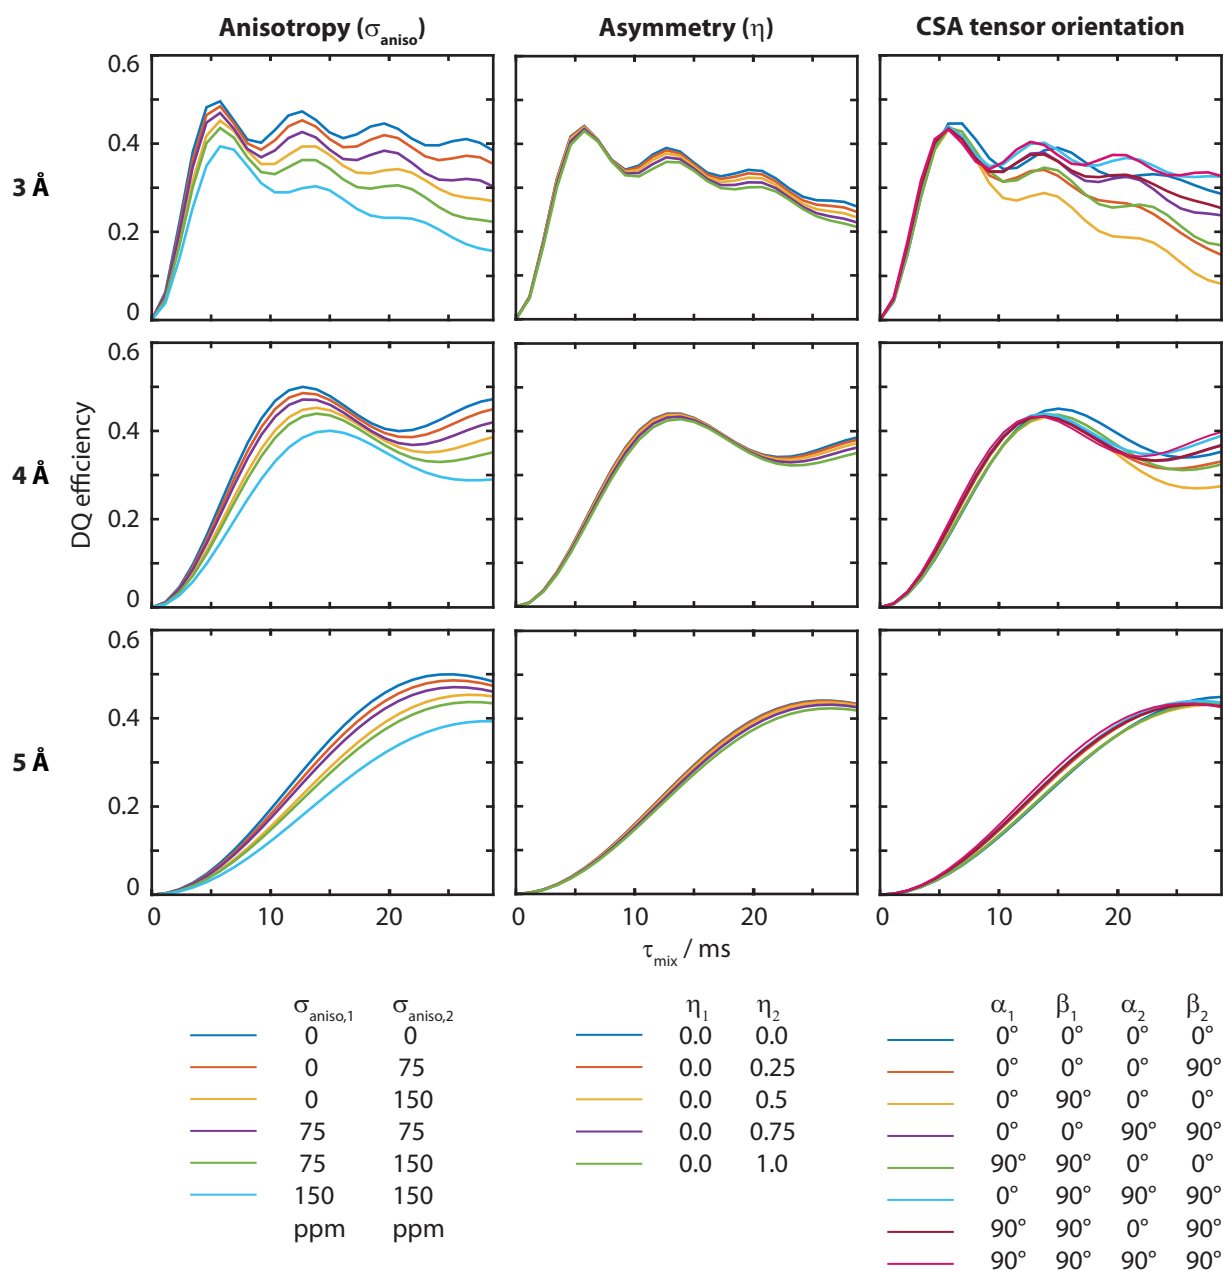 Anisotropy (σaniso) Asymmetry (η) CSA tensor orientation
0.6
0.4
3 Å
0.2
0
0.6
0.4
4 Å
DQ efficiency
0.2
0
0.6
0.4
5 Å
0.2
0
0 10 20 0 10 20 0 10 20
τmix / ms
σaniso,1 σaniso,2
0 0
0 75
0 150
75 75
75 150
150 150
ppm ppm
η1 η2
0.0 0.0
0.0 0.25
0.0 0.5
0.0 0.75
0.0 1.0
α1 β1 α2 β2
0° 0° 0° 0°
0° 0° 0° 90°
0° 90° 0° 0°
0° 0° 90° 90°
90° 90° 0° 0°
0° 90° 90° 90°
90° 90° 0° 90°
90° 90° 90° 90°